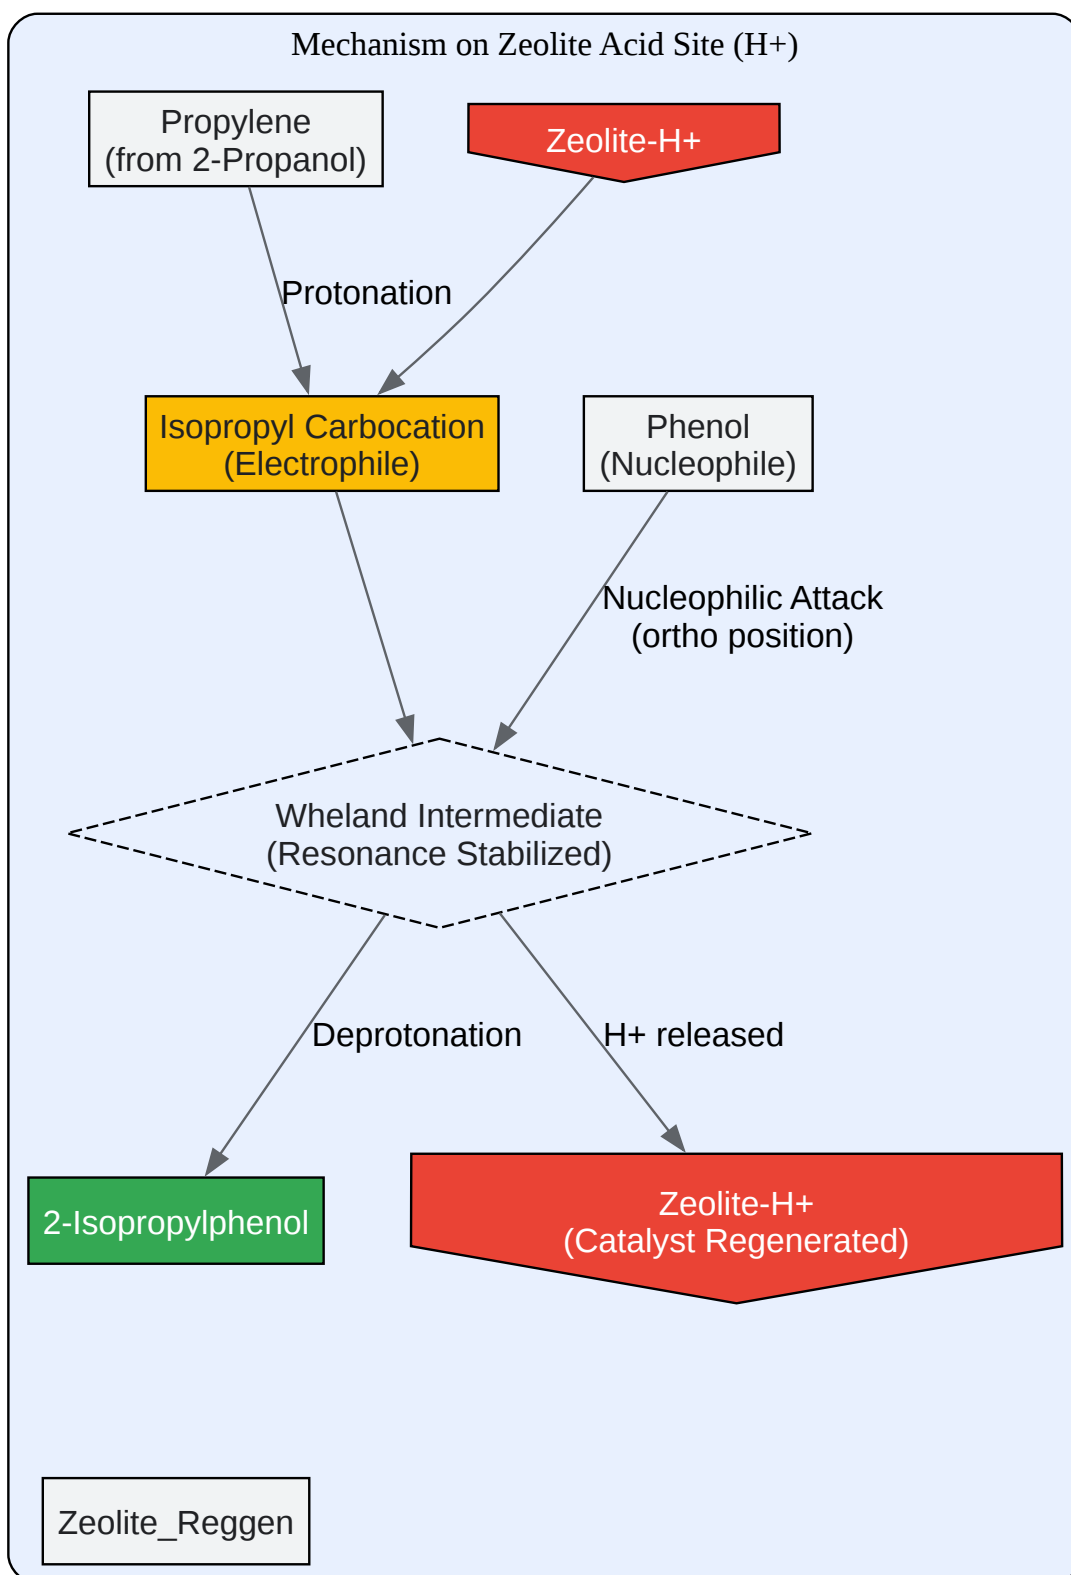 Mechanism on Zeolite Acid Site (H+)
Propylene
(from 2-Propanol)
Zeolite-H+
Protonation
Isopropyl Carbocation
(Electrophile)
Phenol
(Nucleophile)
Nucleophilic Attack
(ortho position)
Wheland Intermediate
(Resonance Stabilized)
Deprotonation
H+ released
2-Isopropylphenol
Zeolite-H+
(Catalyst Regenerated)
Zeolite_Reggen